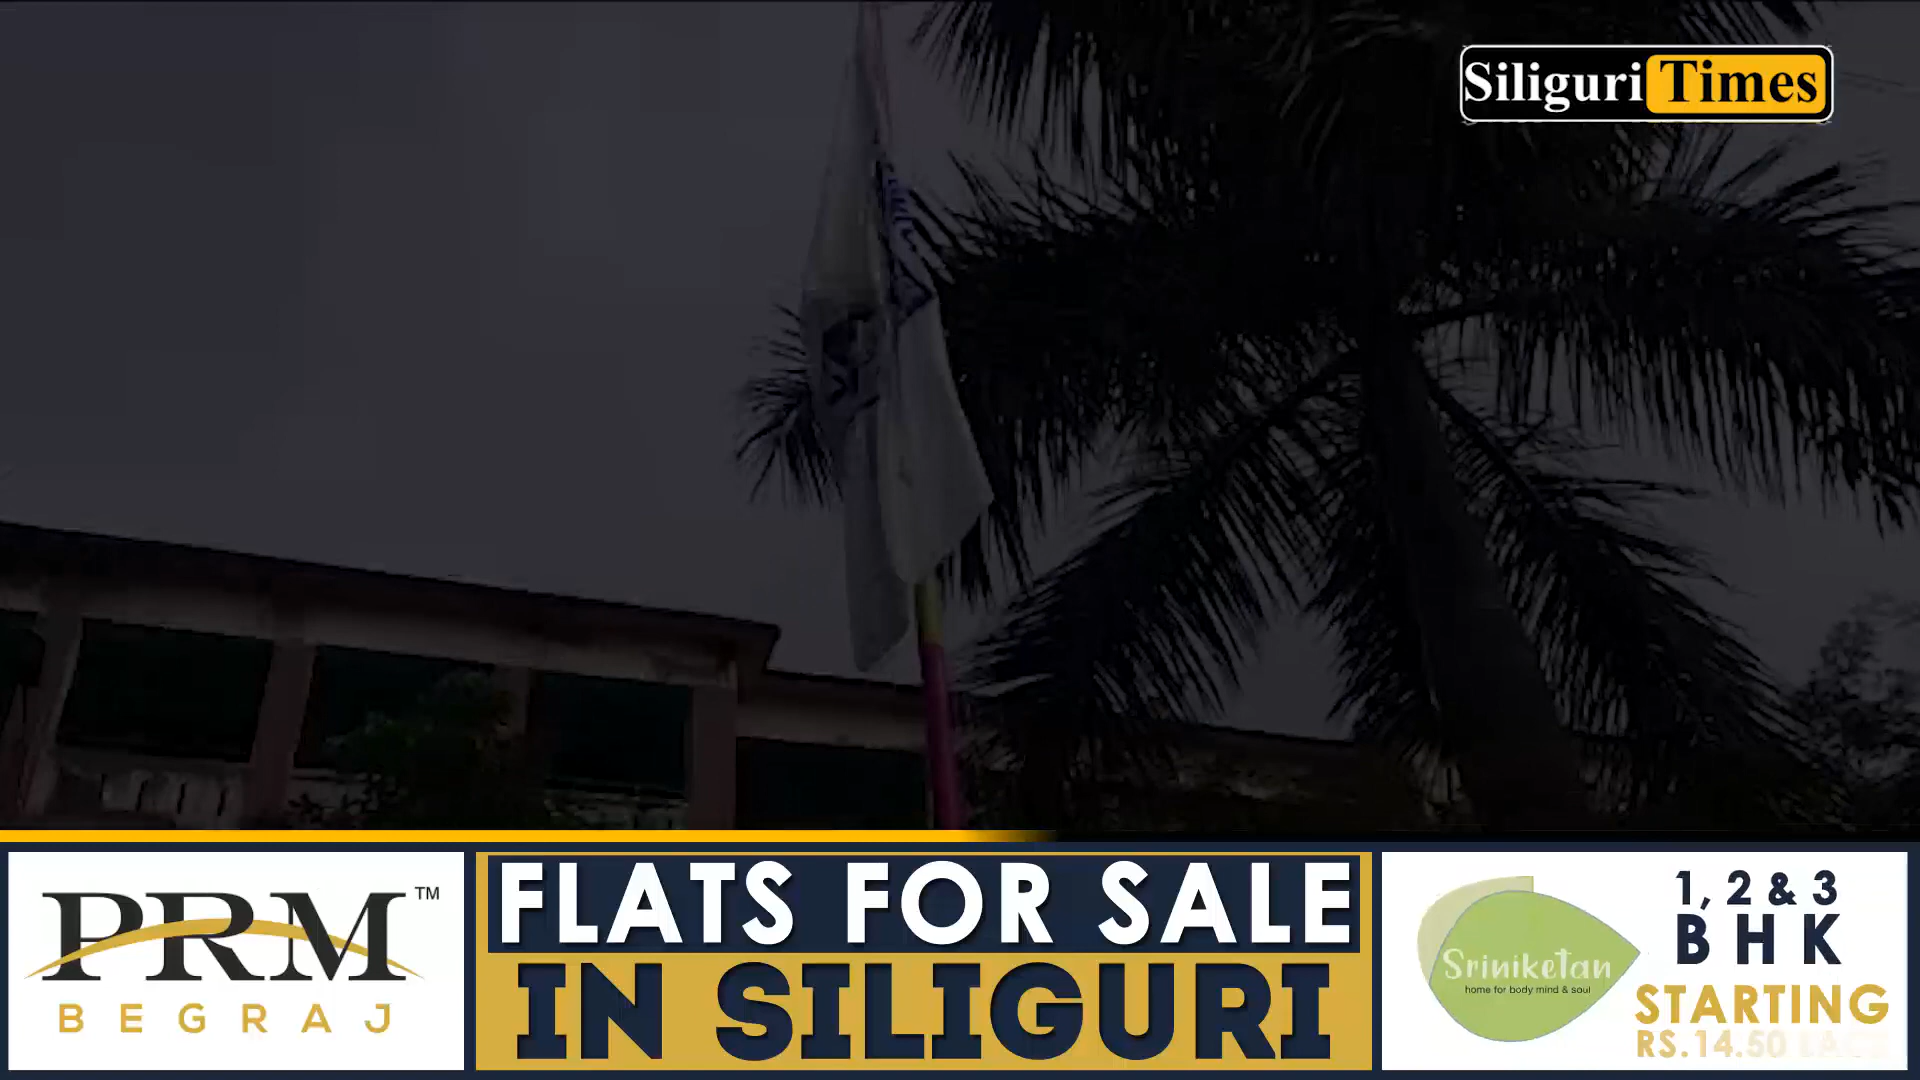 Siliguri Times
PRM™
BEGRAJ
FLATS FOR SALE
IN SILIGURI
Sriniketan
home for body mind & soul
1, 2 & 3
BHK
STARTING
RS.14.50 LACS